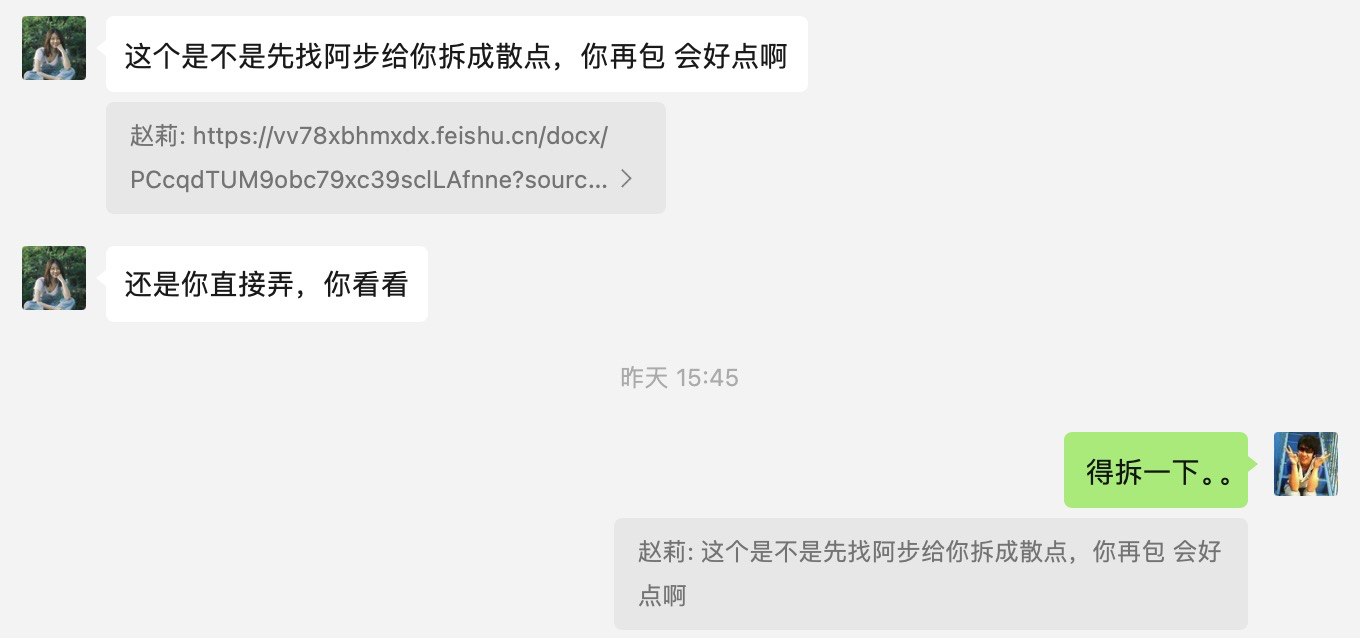 这个是不是先找阿步给你拆成散点，你再包 会好点啊
赵莉: https://vv78xbhmxdx.feishu.cn/docx/
PCcqdTUM9obc79xc39sclLAfnne?sourc...
还是你直接弄，你看看
昨天 15:45
得拆一下。。
赵莉: 这个是不是先找阿步给你拆成散点，你再包 会好
点啊